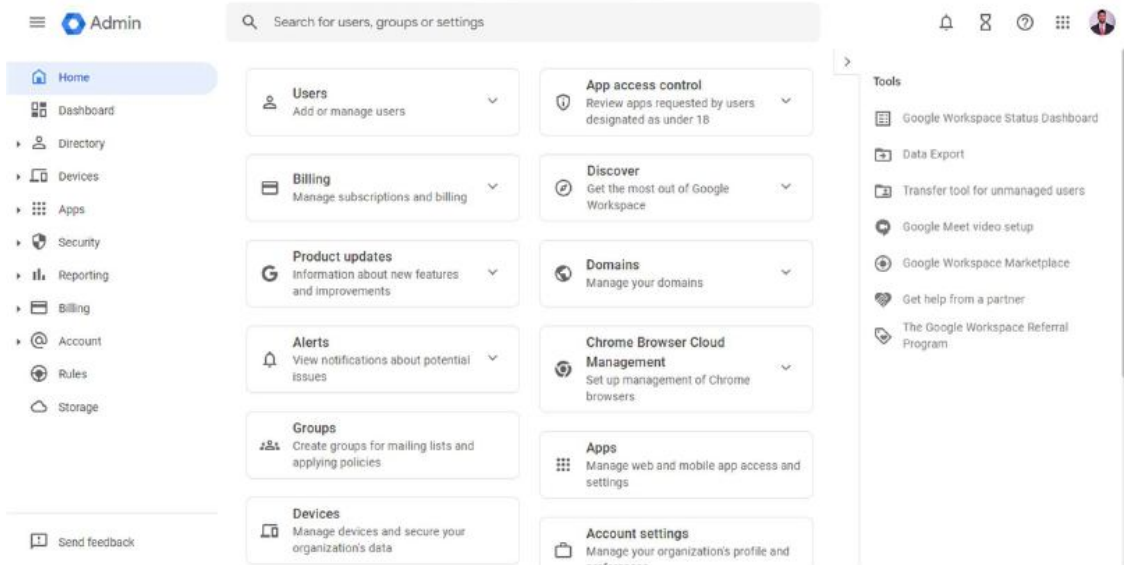 Admin
Search for users, groups or settings
Home
Dashboard
Directory
Devices
Apps
Security
Reporting
Billing
Account
Rules
Storage
Send feedback
Users
Add or manage users
Billing
Manage subscriptions and billing
Product updates
Information about new features
and improvements
Alerts
View notifications about potential
issues
Groups
Create groups for mailing lists and
applying policies
Devices
Manage devices and secure your
organization's data
App access control
Review apps requested by users
designated as under 18
Discover
Get the most out of Google
Workspace
Domains
Manage your domains
Chrome Browser Cloud
Management
Set up management of Chrome
browsers
Apps
Manage web and mobile app access and
settings
Account settings
Manage your organization's profile and
Tools
Google Workspace Status Dashboard
Data Export
Transfer tool for unmanaged users
Google Meet video setup
Google Workspace Marketplace
Get help from a partner
The Google Workspace Referral
Program